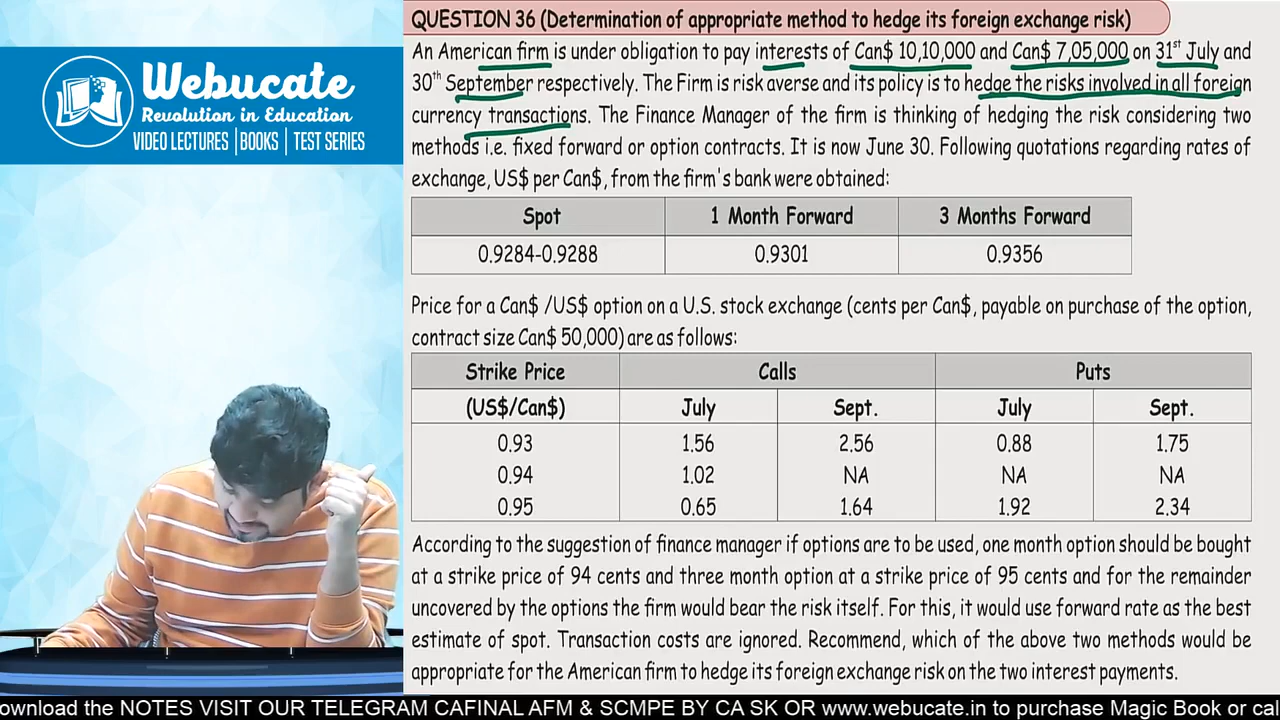 Webucate
Revolution in Education
VIDEO LECTURES | BOOKS | TEST SERIES
QUESTION 36 (Determination of appropriate method to hedge its foreign exchange risk)
An American firm is under obligation to pay interests of Can$ 10,10,000 and Can$ 7,05,000 on 31st July and
30th September respectively. The Firm is risk averse and its policy is to hedge the risks involved in all foreign
currency transactions. The Finance Manager of the firm is thinking of hedging the risk considering two
methods i.e. fixed forward or option contracts. It is now June 30. Following quotations regarding rates of
exchange, US$ per Can$, from the firm's bank were obtained:
Spot 1 Month Forward 3 Months Forward
0.9284-0.9288 0.9301 0.9356
Price for a Can$ /US$ option on a U.S. stock exchange (cents per Can$, payable on purchase of the option,
contract size Can$ 50,000) are as follows:
Strike Price Calls Puts
(US$/Can$) July Sept. July Sept.
0.93 1.56 2.56 0.88 1.75
0.94 1.02 NA NA NA
0.95 0.65 1.64 1.92 2.34
According to the suggestion of finance manager if options are to be used, one month option should be bought
at a strike price of 94 cents and three month option at a strike price of 95 cents and for the remainder
uncovered by the options the firm would bear the risk itself. For this, it would use forward rate as the best
estimate of spot. Transaction costs are ignored. Recommend, which of the above two methods would be
appropriate for the American firm to hedge its foreign exchange risk on the two interest payments.
ownload the NOTES VISIT OUR TELEGRAM CAFINAL AFM & SCMPE BY CA SK OR www.webucate.in to purchase Magic Book or cal